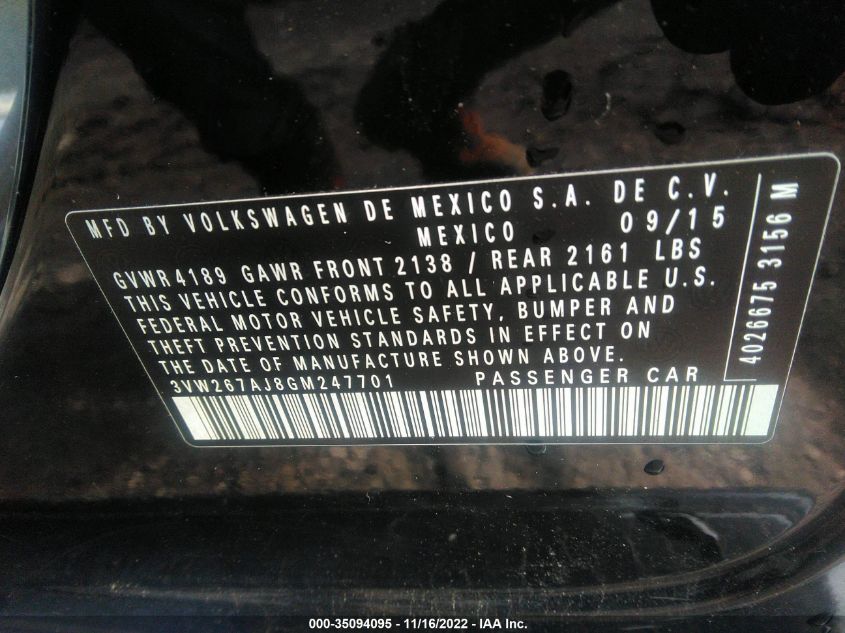 MFD BY VOLKSWAGEN DE MEXICO S.A. DE C.V.
MEXICO 09/15
GVWR 4189 GAWR FRONT 2138 / REAR 2161 LBS
THIS VEHICLE CONFORMS TO ALL APPLICABLE U.S.
FEDERAL MOTOR VEHICLE SAFETY, BUMPER AND
THEFT PREVENTION STANDARDS IN EFFECT ON
THE DATE OF MANUFACTURE SHOWN ABOVE.
3VW267AJ8GM247701 PASSENGER CAR
4026675 3156 M
000-35094095 - 11/16/2022 - IAA Inc.